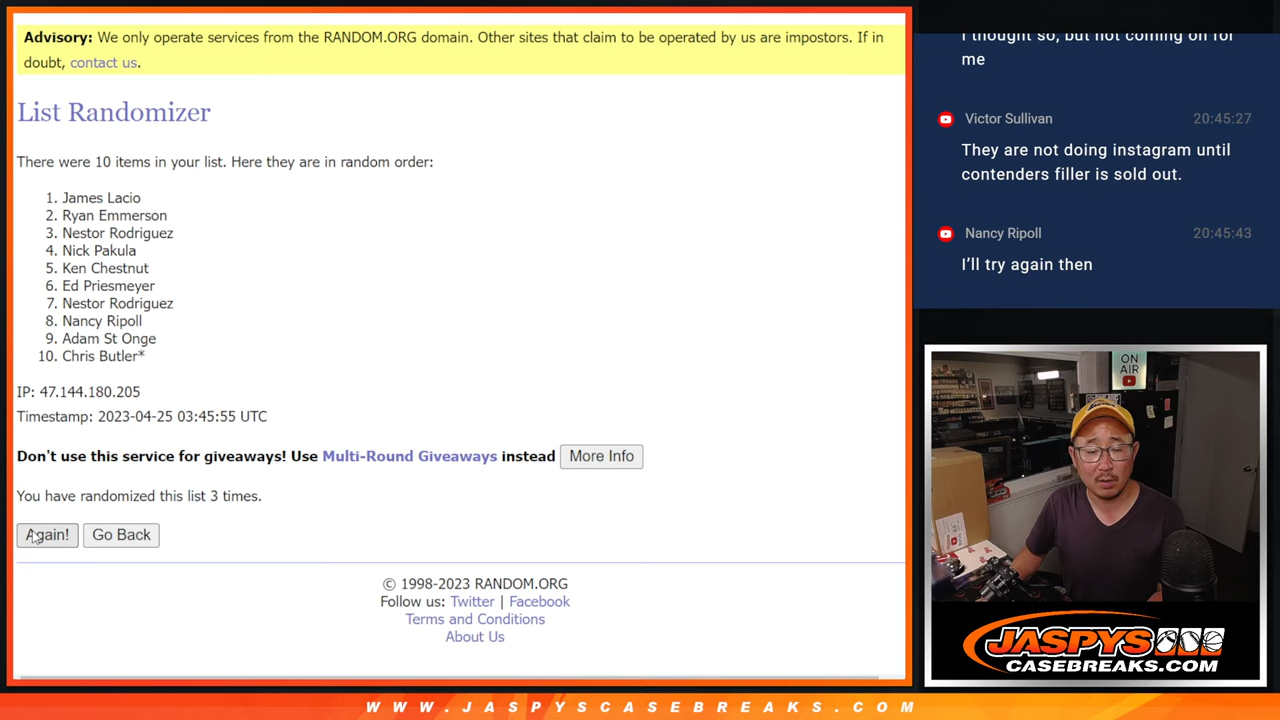 Advisory: We only operate services from the RANDOM.ORG domain. Other sites that claim to be operated by us are impostors. If in
doubt, contact us.
List Randomizer
There were 10 items in your list. Here they are in random order:
1. James Lacio
2. Ryan Emmerson
3. Nestor Rodriguez
4. Nick Pakula
5. Ken Chestnut
6. Ed Priesmeyer
7. Nestor Rodriguez
8. Nancy Ripoll
9. Adam St Onge
10. Chris Butler*
IP: 47.144.180.205
Timestamp: 2023-04-25 03:45:55 UTC
Don't use this service for giveaways! Use Multi-Round Giveaways instead More Info
You have randomized this list 3 times.
Again! Go Back
© 1998-2023 RANDOM.ORG
Follow us: Twitter | Facebook
Terms and Conditions
About Us
I thought so, but not coming on for
me
Victor Sullivan 20:45:27
They are not doing instagram until
contenders filler is sold out.
Nancy Ripoll 20:45:43
I'll try again then
ON
AIR
JASPYS
CASEBREAKS.COM
WWW.JASPYSCASEBREAKS.COM